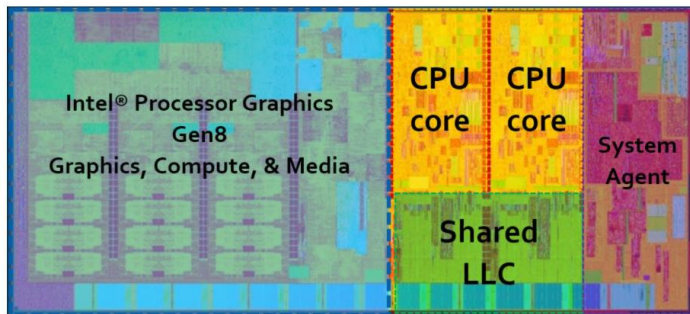 Intel® Processor Graphics
Gen8
Graphics, Compute, & Media
CPU
core
CPU
core
Shared
LLC
System
Agent